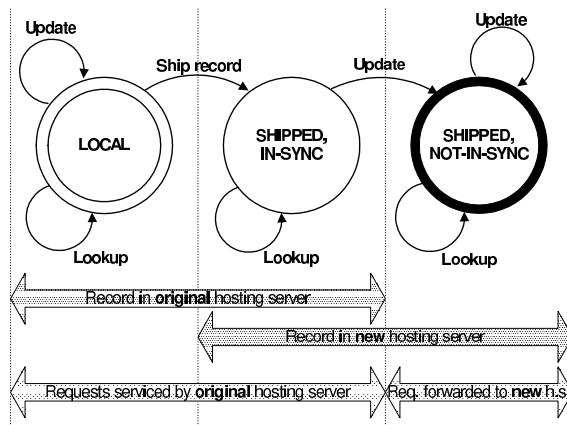 Update
Update
Ship record
Update
LOCAL
SHIPPED,
IN-SYNC
SHIPPED,
NOT-IN-SYNC
Lookup
Lookup
Lookup
Record in original hosting server
Record in new hosting server
Requests serviced by original hosting server
Req. forwarded to new h.s